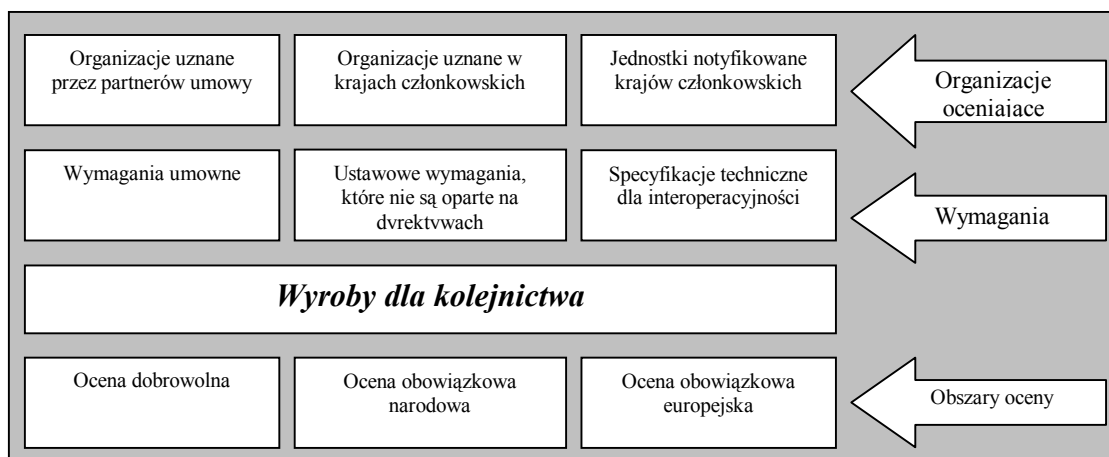 Organizacje uznane
przez partnerów umowy
Organizacje uznane w
krajach członkowskich
Jednostki notyfikowane
krajów członkowskich
Organizacje
oceniające
Wymagania umowne
Ustawowe wymagania,
które nie są oparte na
dyrektywach
Specyfikacje techniczne
dla interoperacyjności
Wymagania
Wyroby dla kolejnictwa
Ocena dobrowolna
Ocena obowiązkowa
narodowa
Ocena obowiązkowa
europejska
Obszary oceny